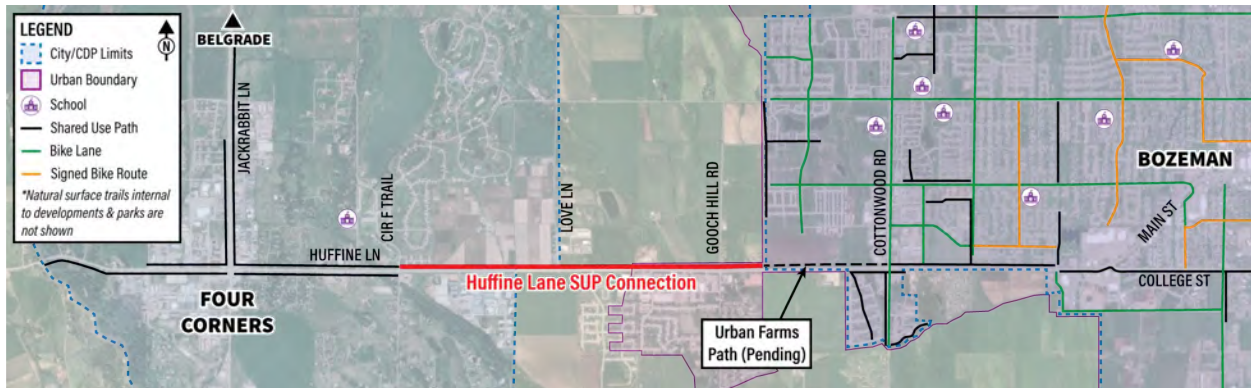 LEGEND
N
City/CDP Limits
Urban Boundary
School
Shared Use Path
Bike Lane
Signed Bike Route
*Natural surface trails internal
to developments & parks are
not shown
BELGRADE
JACKRABBIT LN
CIR F TRAIL
HUFFINE LN
LOVE LN
GOOCH HILL RD
COTTONWOOD RD
BOZEMAN
MAIN ST
COLLEGE ST
Huffine Lane SUP Connection
FOUR
CORNERS
Urban Farms
Path (Pending)